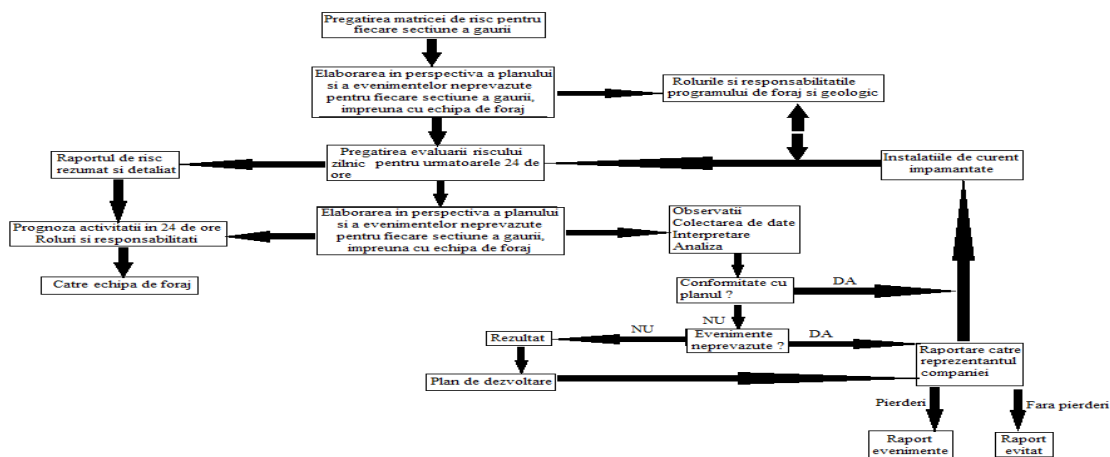 Pregatirea matricei de risc pentru
fiecare sectiune a gaurii
Elaborarea in perspectiva a planului
si a evenimentelor neprevazute
pentru fiecare sectiune a gaurii,
impreuna cu echipa de foraj
Rolurile si responsabilitatile
programului de foraj si geologic
Raportul de risc
rezumat si detaliat
Pregatirea evaluarii riscului
zilnic pentru urmatoarele 24 de
ore
Instalatiile de curent
impamantate
Prognoza activitatii in 24 de ore
Roluri si responsabilitati
Elaborarea in perspectiva a planului
si a evenimentelor neprevazute
pentru fiecare sectiune a gaurii,
impreuna cu echipa de foraj
Observatii
Colectarea de date
Interpretare
Analiza
Catre echipa de foraj
Conformitate cu
planul ?
DA
NU
Rezultat
NU
Evenimente
neprevazute ?
DA
Raportare catre
reprezentantul
companiei
Plan de dezvoltare
Pierderi
Fara pierderi
Raport
evenimente
Raport
evitat